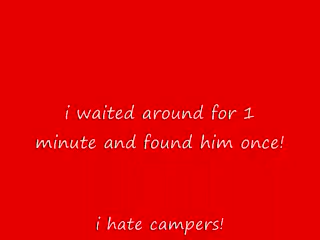 i waited around for 1
minute and found him once!
i hate campers!